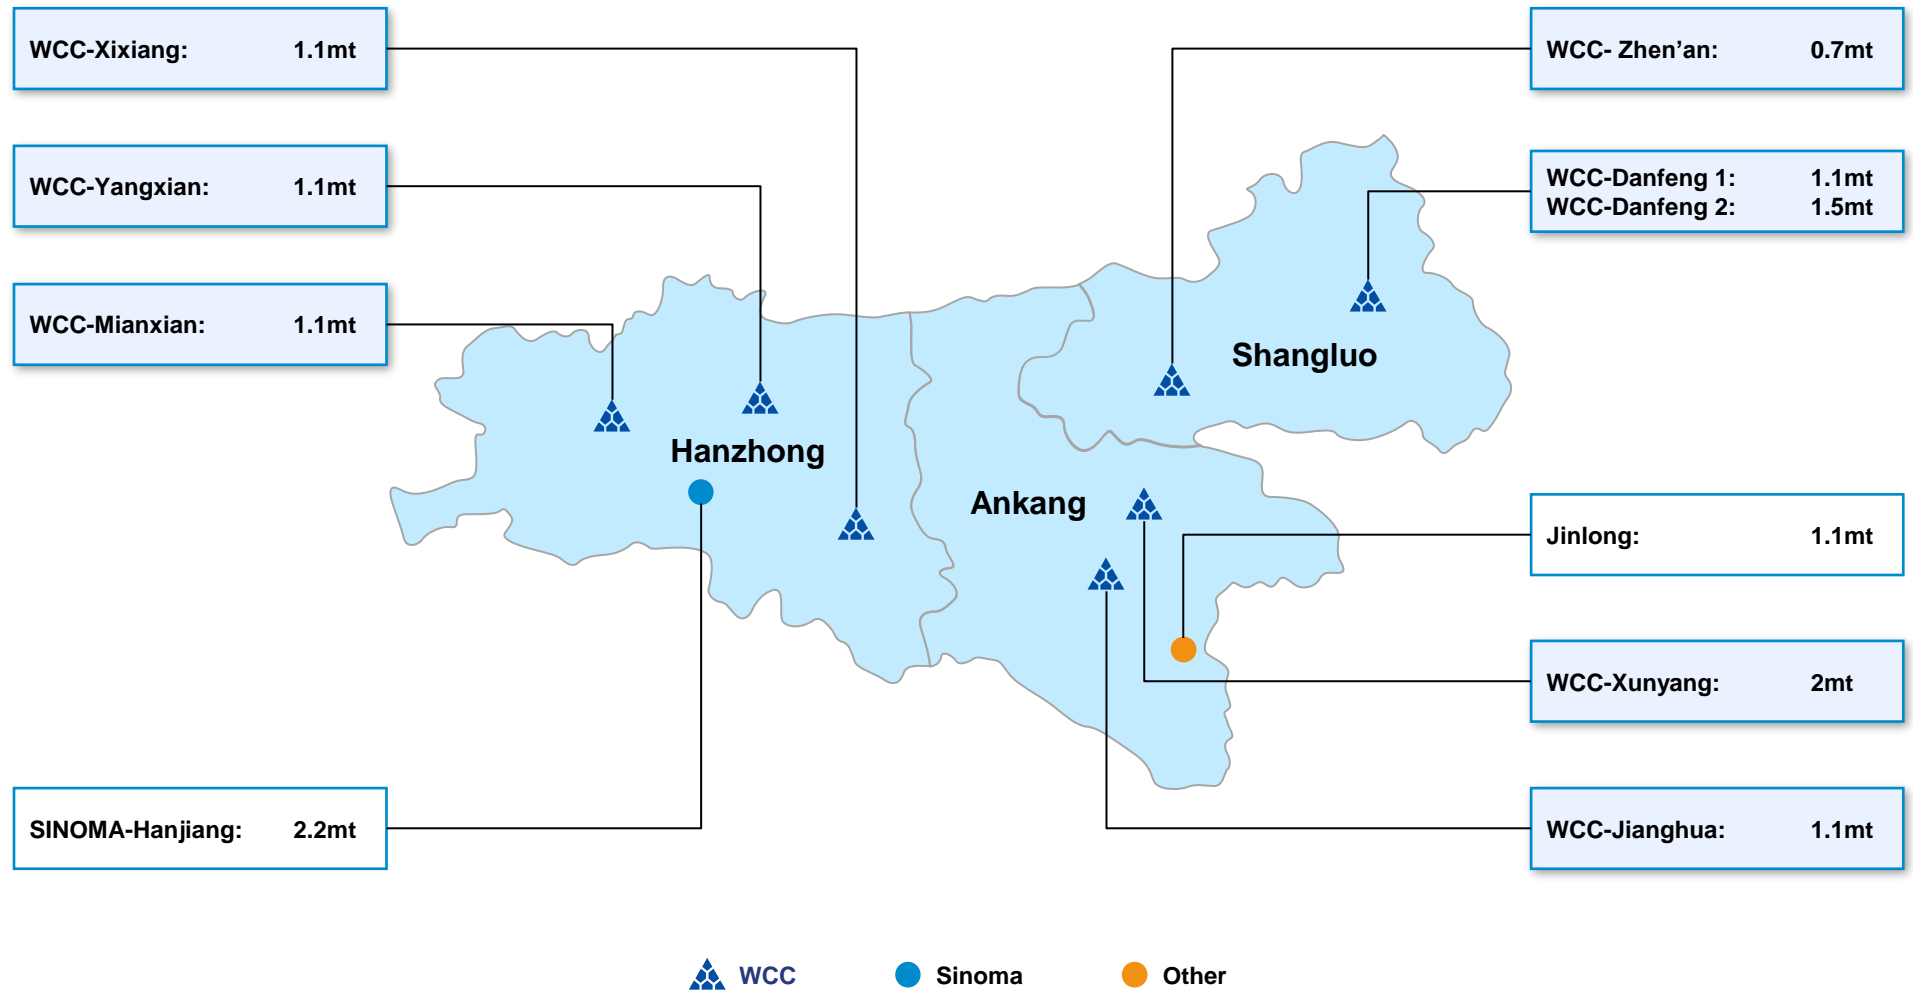 WCC-Xixiang: 1.1mt
WCC-Yangxian: 1.1mt
WCC-Mianxian: 1.1mt
SINOMA-Hanjiang: 2.2mt
WCC- Zhen’an: 0.7mt
WCC-Danfeng 1: 1.1mt
WCC-Danfeng 2: 1.5mt
Jinlong: 1.1mt
WCC-Xunyang: 2mt
WCC-Jianghua: 1.1mt
Shangluo
Hanzhong
Ankang
WCC
Sinoma
Other